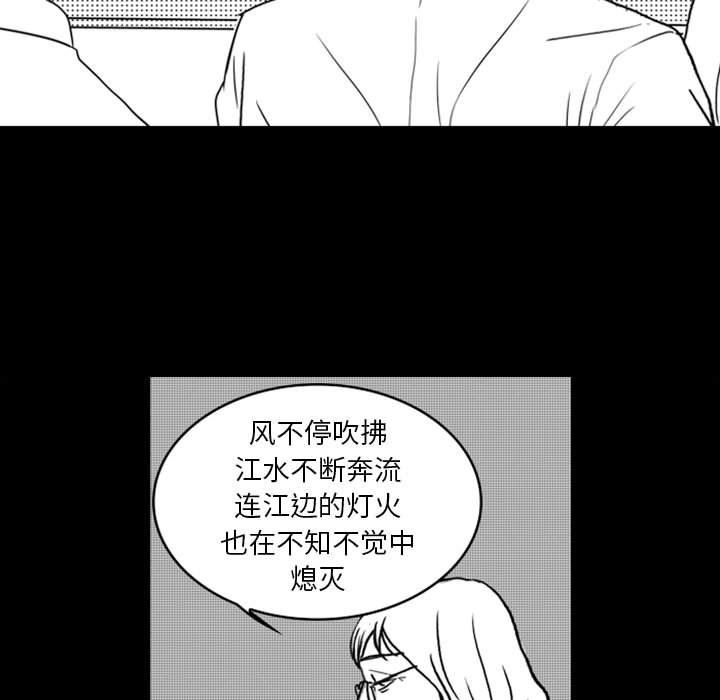 风不停吹拂
江水不断奔流
连江边的灯火
也在不知不觉中
熄灭